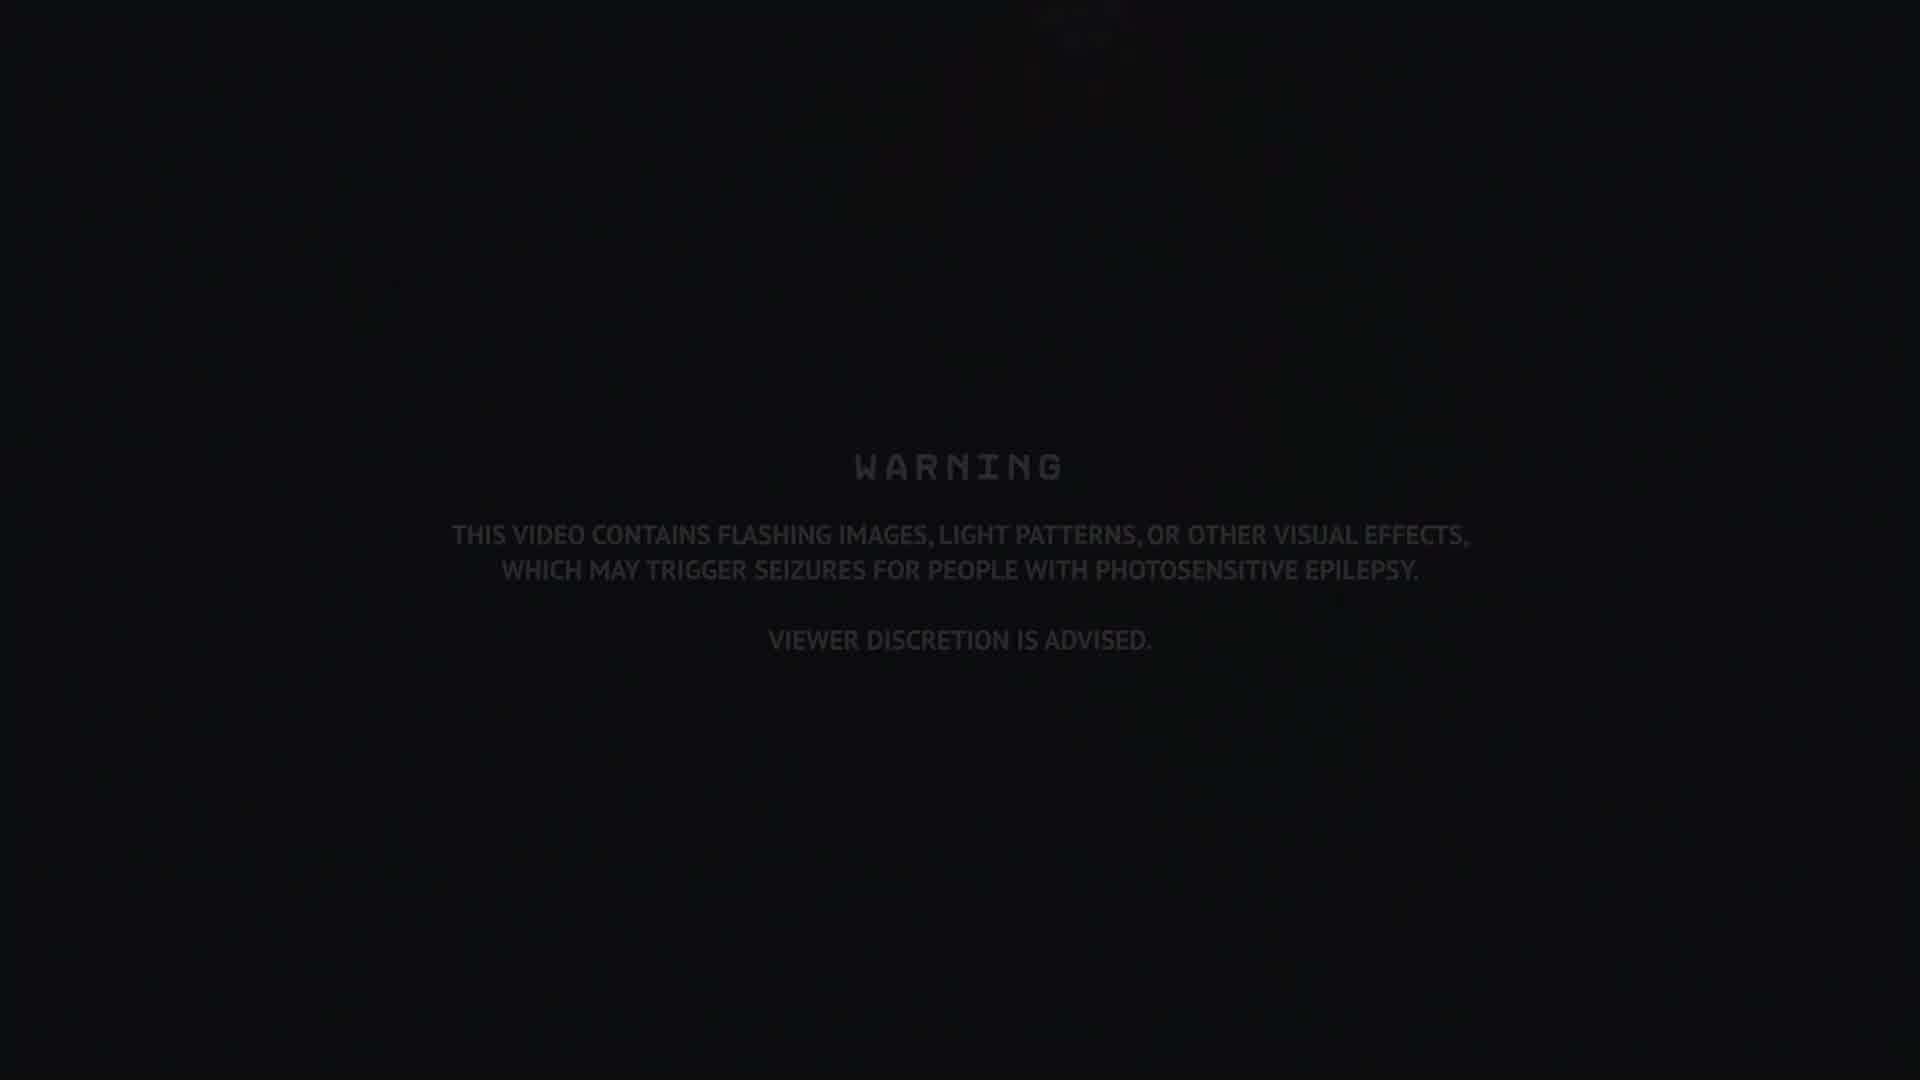 WARNING
THIS VIDEO CONTAINS FLASHING IMAGES, LIGHT PATTERNS, OR OTHER VISUAL EFFECTS,
WHICH MAY TRIGGER SEIZURES FOR PEOPLE WITH PHOTOSENSITIVE EPILEPSY.
VIEWER DISCRETION IS ADVISED.